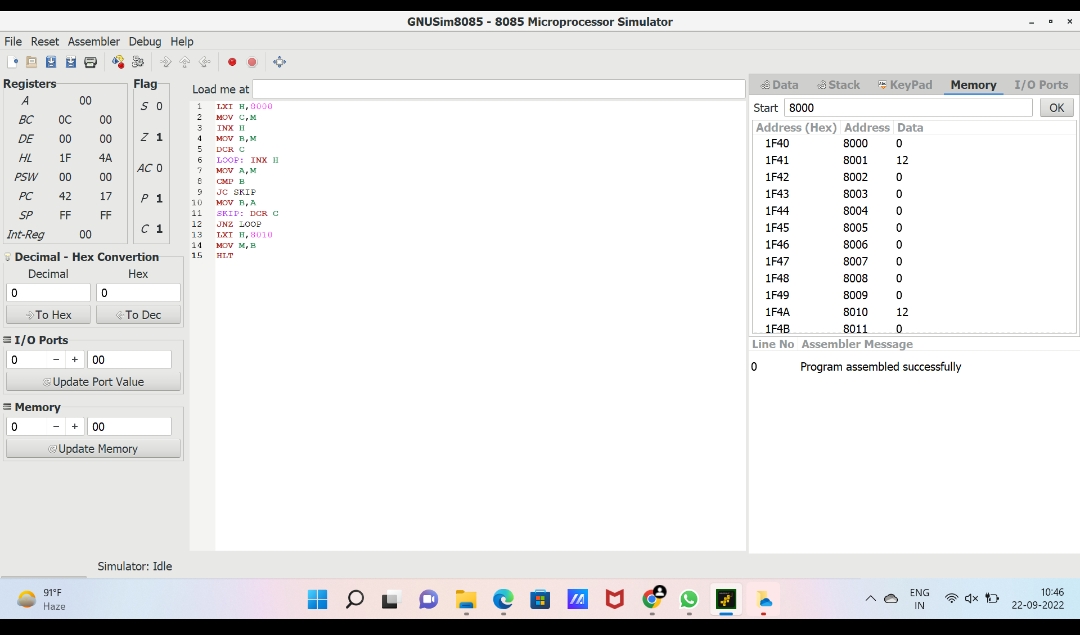 GNUSim8085 - 8085 Microprocessor Simulator
File Reset Assembler Debug Help
Registers
A 00
BC 0C 00
DE 00 00
HL 1F 4A
PSW 00 00
PC 42 17
SP FF FF
Int-Reg 00
Flag
S 0
Z 1
AC 0
P 1
C 1
Decimal - Hex Convertion
Decimal Hex
0 0
To Hex To Dec
I/O Ports
0 - + 00
Update Port Value
Memory
0 - + 00
Update Memory
Load me at
1 LXI H,8000
2 MOV C,M
3 INX H
4 MOV B,M
5 DCR C
6 LOOP: INX H
7 MOV A,M
8 CMP B
9 JC SKIP
10 MOV B,A
11 SKIP: DCR C
12 JNZ LOOP
13 LXI H,8010
14 MOV M,B
15 HLT
Data Stack KeyPad Memory I/O Ports
Start 8000 OK
Address (Hex) Address Data
1F40 8000 0
1F41 8001 12
1F42 8002 0
1F43 8003 0
1F44 8004 0
1F45 8005 0
1F46 8006 0
1F47 8007 0
1F48 8008 0
1F49 8009 0
1F4A 8010 12
1F4B 8011 0
Line No Assembler Message
0 Program assembled successfully
Simulator: Idle
91°F
Haze
ENG
IN
10:46
22-09-2022